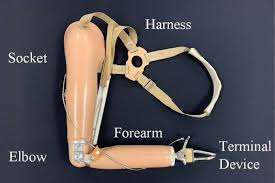 Harness
Socket
Forearm
Elbow
Terminal
Device